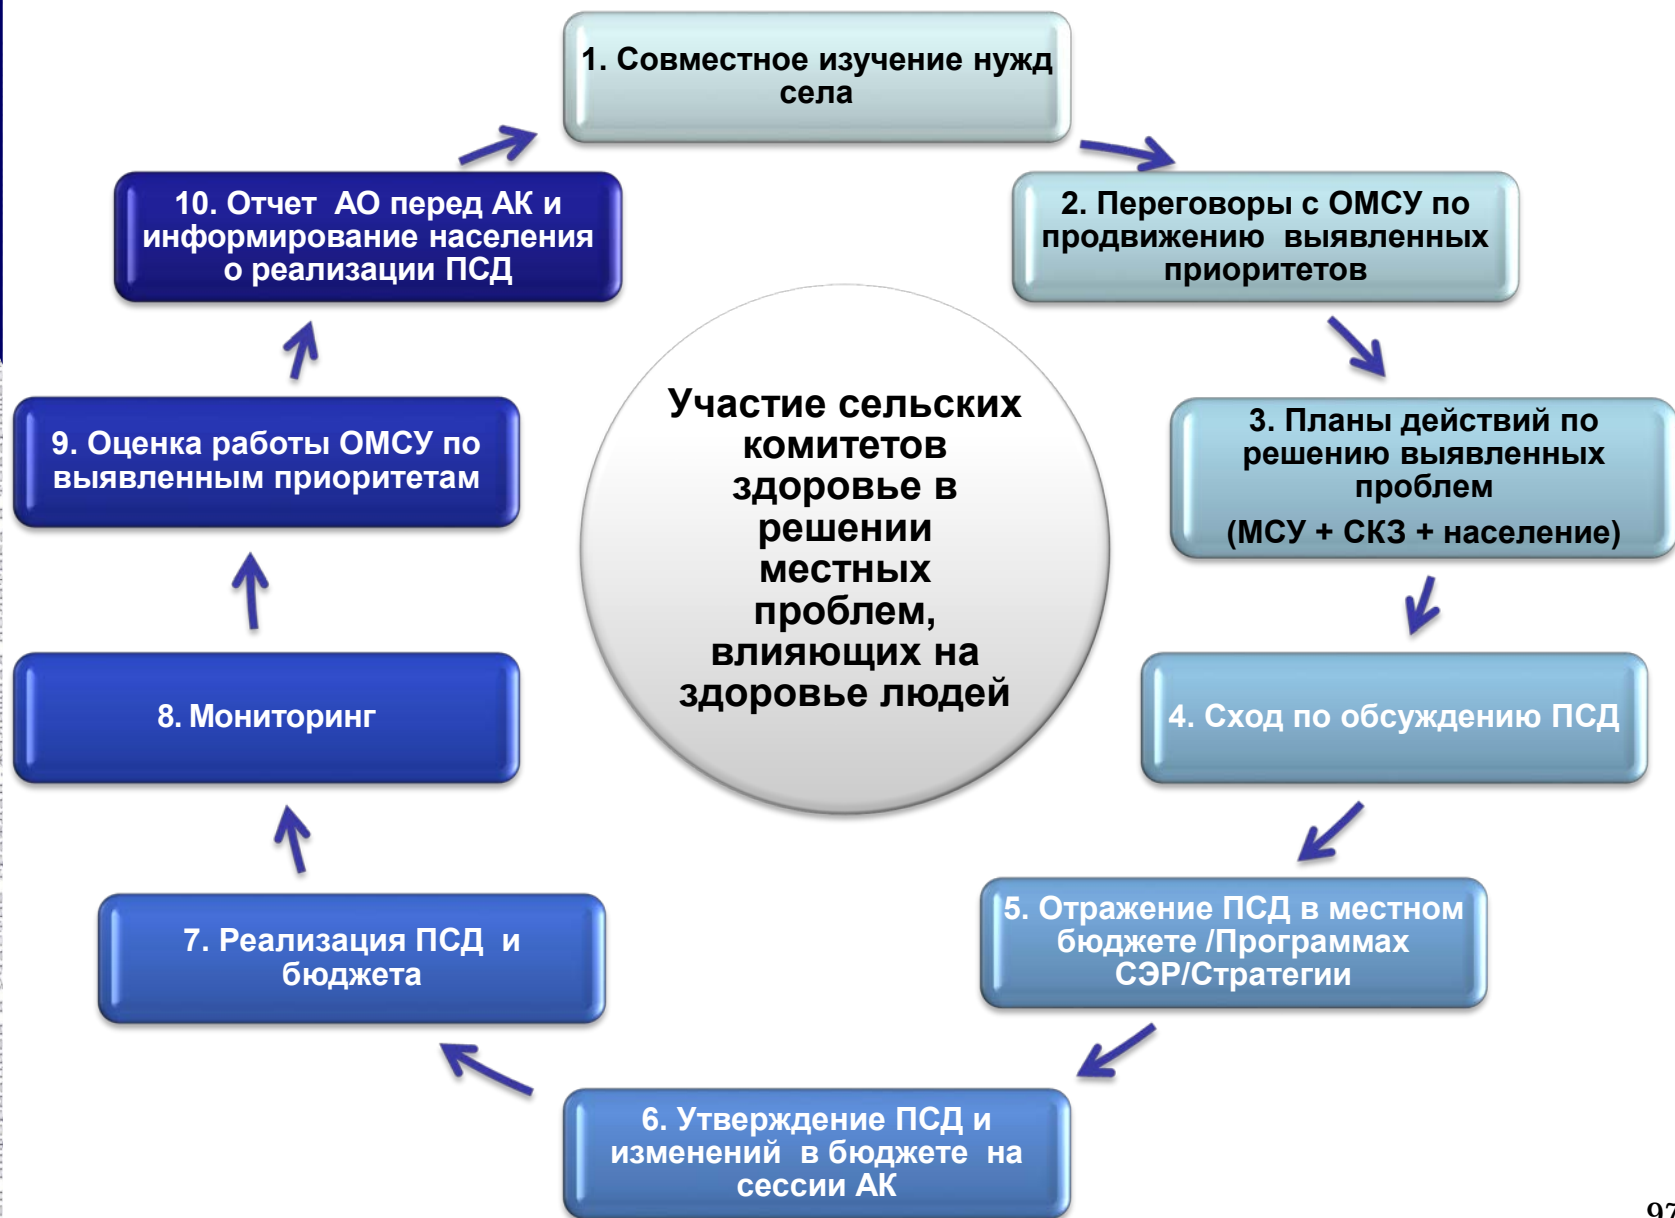 1. Совместное изучение нужд
села
2. Переговоры с ОМСУ по
продвижению выявленных
приоритетов
3. Планы действий по
решению выявленных
проблем
(МСУ + СКЗ + население)
4. Сход по обсуждению ПСД
5. Отражение ПСД в местном
бюджете /Программах
СЭР/Стратегии
6. Утверждение ПСД и
изменений в бюджете на
сессии АК
7. Реализация ПСД и
бюджета
8. Мониторинг
9. Оценка работы ОМСУ по
выявленным приоритетам
10. Отчет АО перед АК и
информирование населения
о реализации ПСД
Участие сельских
комитетов
здоровье в
решении
местных
проблем,
влияющих на
здоровье людей
97